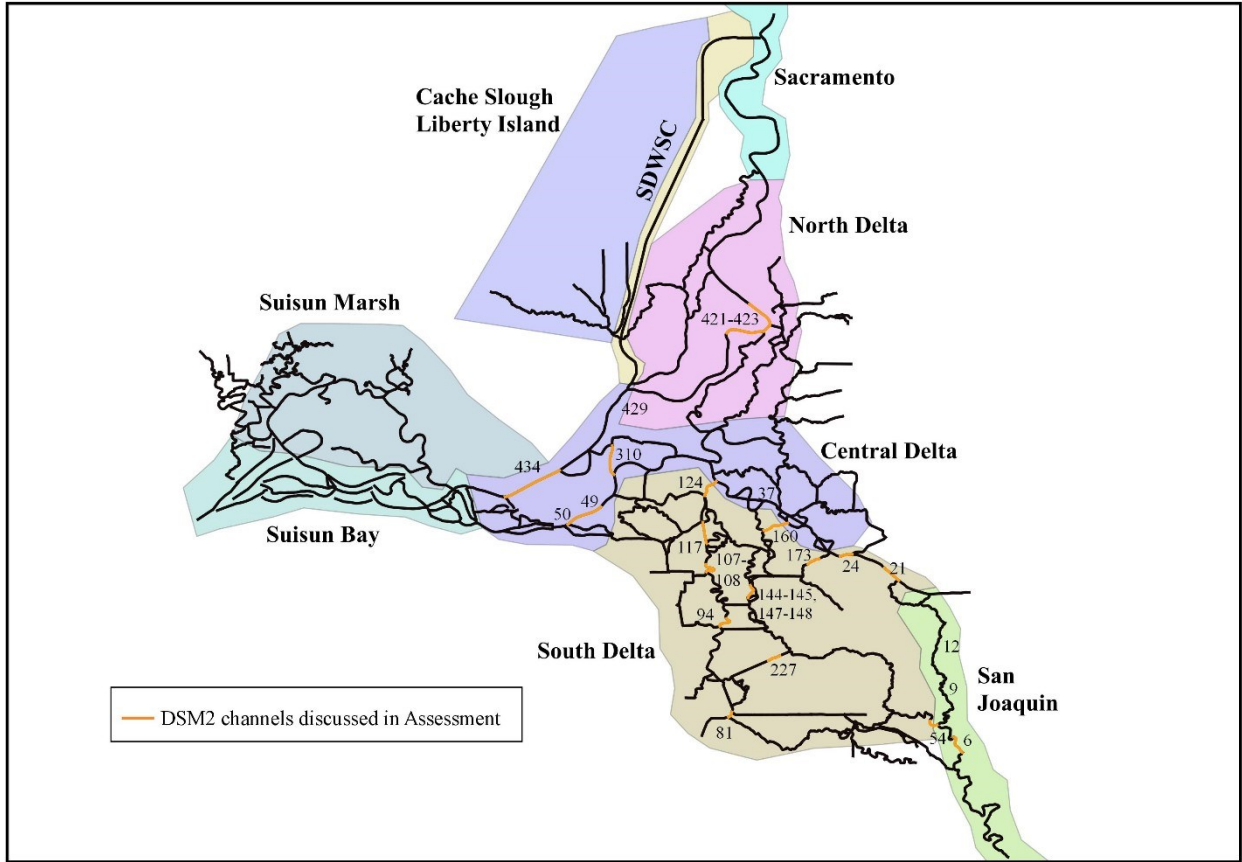 Sacramento
Cache Slough
Liberty Island
SDWSC
North Delta
Suisun Marsh
421-423
429
Central Delta
434
310
124
37
49
50
Suisun Bay
160
117
107-
108
173
24
21
144-145,
147-148
94
12
South Delta
227
9
San
Joaquin
DSM2 channels discussed in Assessment
81
54
6